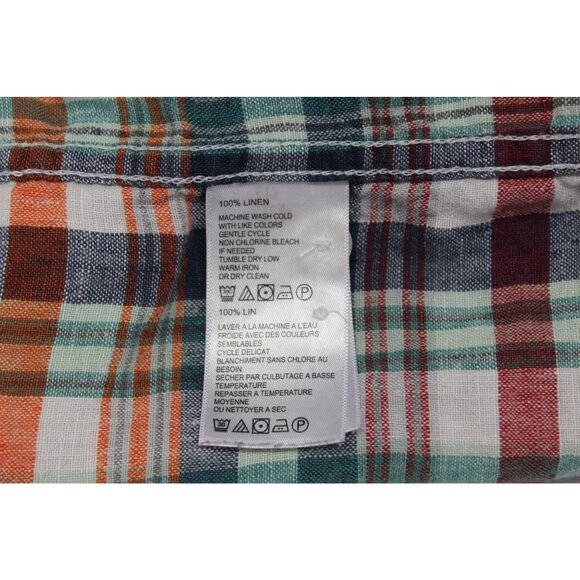 100% LINEN
MACHINE WASH COLD
WITH LIKE COLORS
GENTLE CYCLE
NON CHLORINE BLEACH
IF NEEDED
TUMBLE DRY LOW
WARM IRON
OR DRY CLEAN
P
100% LIN
LAVER A LA MACHINE A L'EAU
FROIDE AVEC DES COULEURS
SEMBLABLES
CYCLE DELICAT
BLANCHIMENT SANS CHLORE AU
BESOIN
SECHER PAR CULBUTAGE A BASSE
TEMPERATURE
REPASSER A TEMPERATURE
MOYENNE
OU NETTOYER A SEC
P